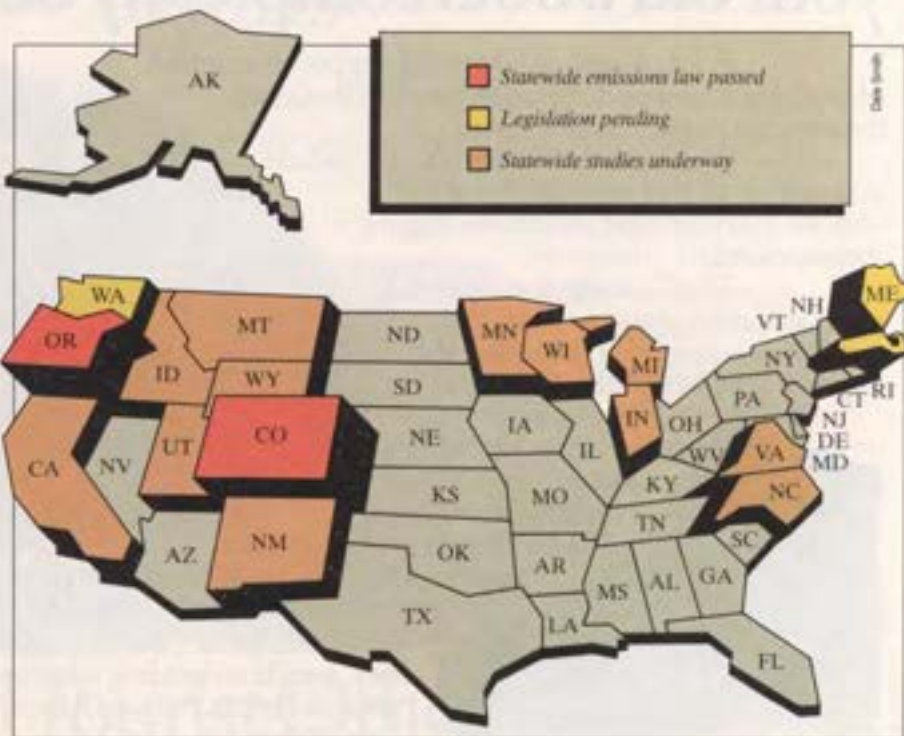 AK
Statewide emissions law passed
Legislation pending
Statewide studies underway
Dale Smith
WA
OR
MT
ID
WY
ND
SD
MN
WI
MI
VT
NH
ME
NY
RI
CT
NJ
DE
MD
PA
CA
NV
UT
CO
NE
KS
IA
IL
IN
OH
WV
VA
KY
NC
MO
AZ
NM
OK
TX
AR
LA
TN
SC
MS
AL
GA
FL